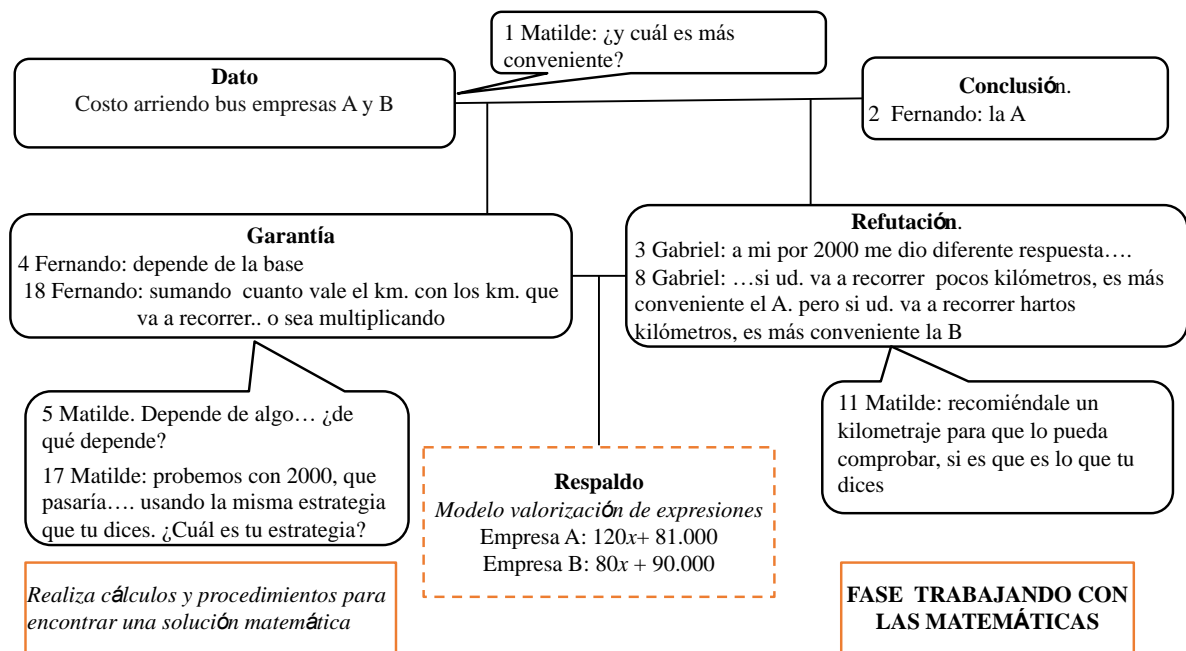 1 Matilde: ¿y cuál es más
conveniente?
Dato
Costo arriendo bus empresas A y B
Conclusión.
2 Fernando: la A
Garantía
4 Fernando: depende de la base
18 Fernando: sumando cuanto vale el km. con los km. que
va a recorrer.. o sea multiplicando
Refutación.
3 Gabriel: a mi por 2000 me dio diferente respuesta….
8 Gabriel: …si ud. va a recorrer pocos kilómetros, es más
conveniente el A. pero si ud. va a recorrer hartos
kilómetros, es más conveniente la B
5 Matilde. Depende de algo… ¿de
qué depende?
17 Matilde: probemos con 2000, que
pasaría…. usando la misma estrategia
que tu dices. ¿Cuál es tu estrategia?
11 Matilde: recomiéndale un
kilometraje para que lo pueda
comprobar, si es que es lo que tu
dices
Respaldo
Modelo valorización de expresiones
Empresa A: 120x+ 81.000
Empresa B: 80x + 90.000
Realiza cálculos y procedimientos para
encontrar una solución matemática
FASE TRABAJANDO CON
LAS MATEMÁTICAS